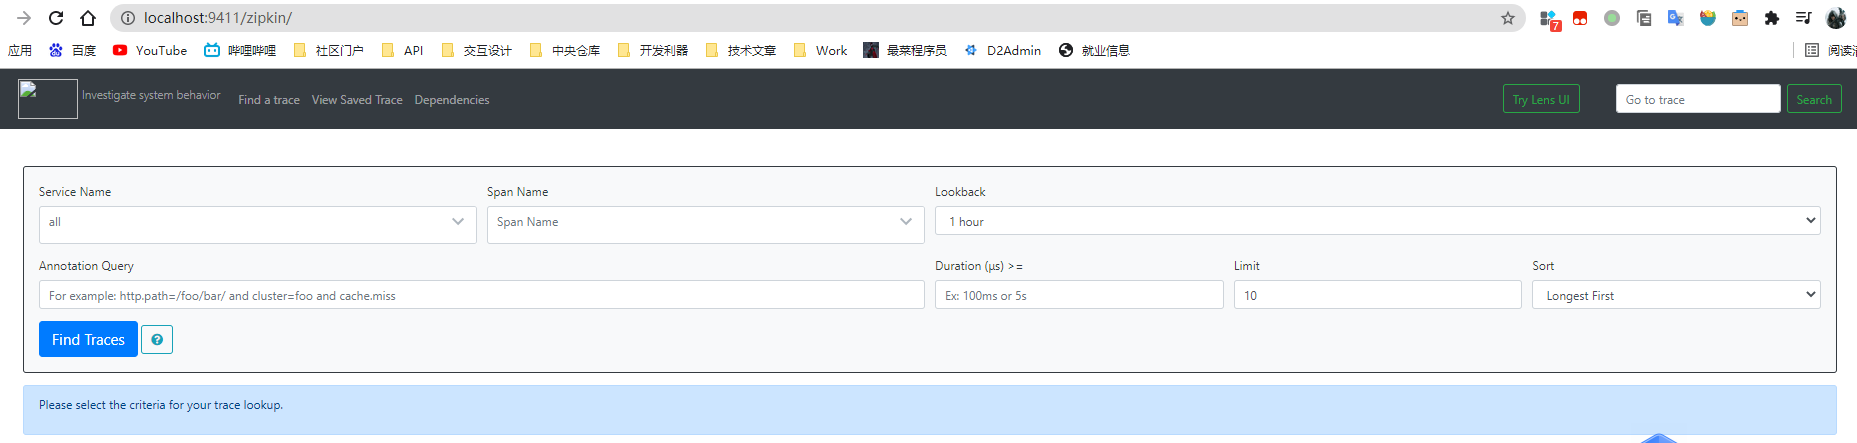 localhost:9411/zipkin/
7
应用 百度 YouTube 哔哩哔哩 社区门户 API 交互设计 中央仓库 开发利器 技术文章 Work 最菜程序员 D2Admin 就业信息 阅读
Investigate system behavior Find a trace View Saved Trace Dependencies Try Lens UI Go to trace Search
Service Name Span Name Lookback
all Span Name 1 hour
Annotation Query Duration (μs) >= Limit Sort
For example: http.path=/foo/bar/ and cluster=foo and cache.miss Ex: 100ms or 5s 10 Longest First
Find Traces
Please select the criteria for your trace lookup.